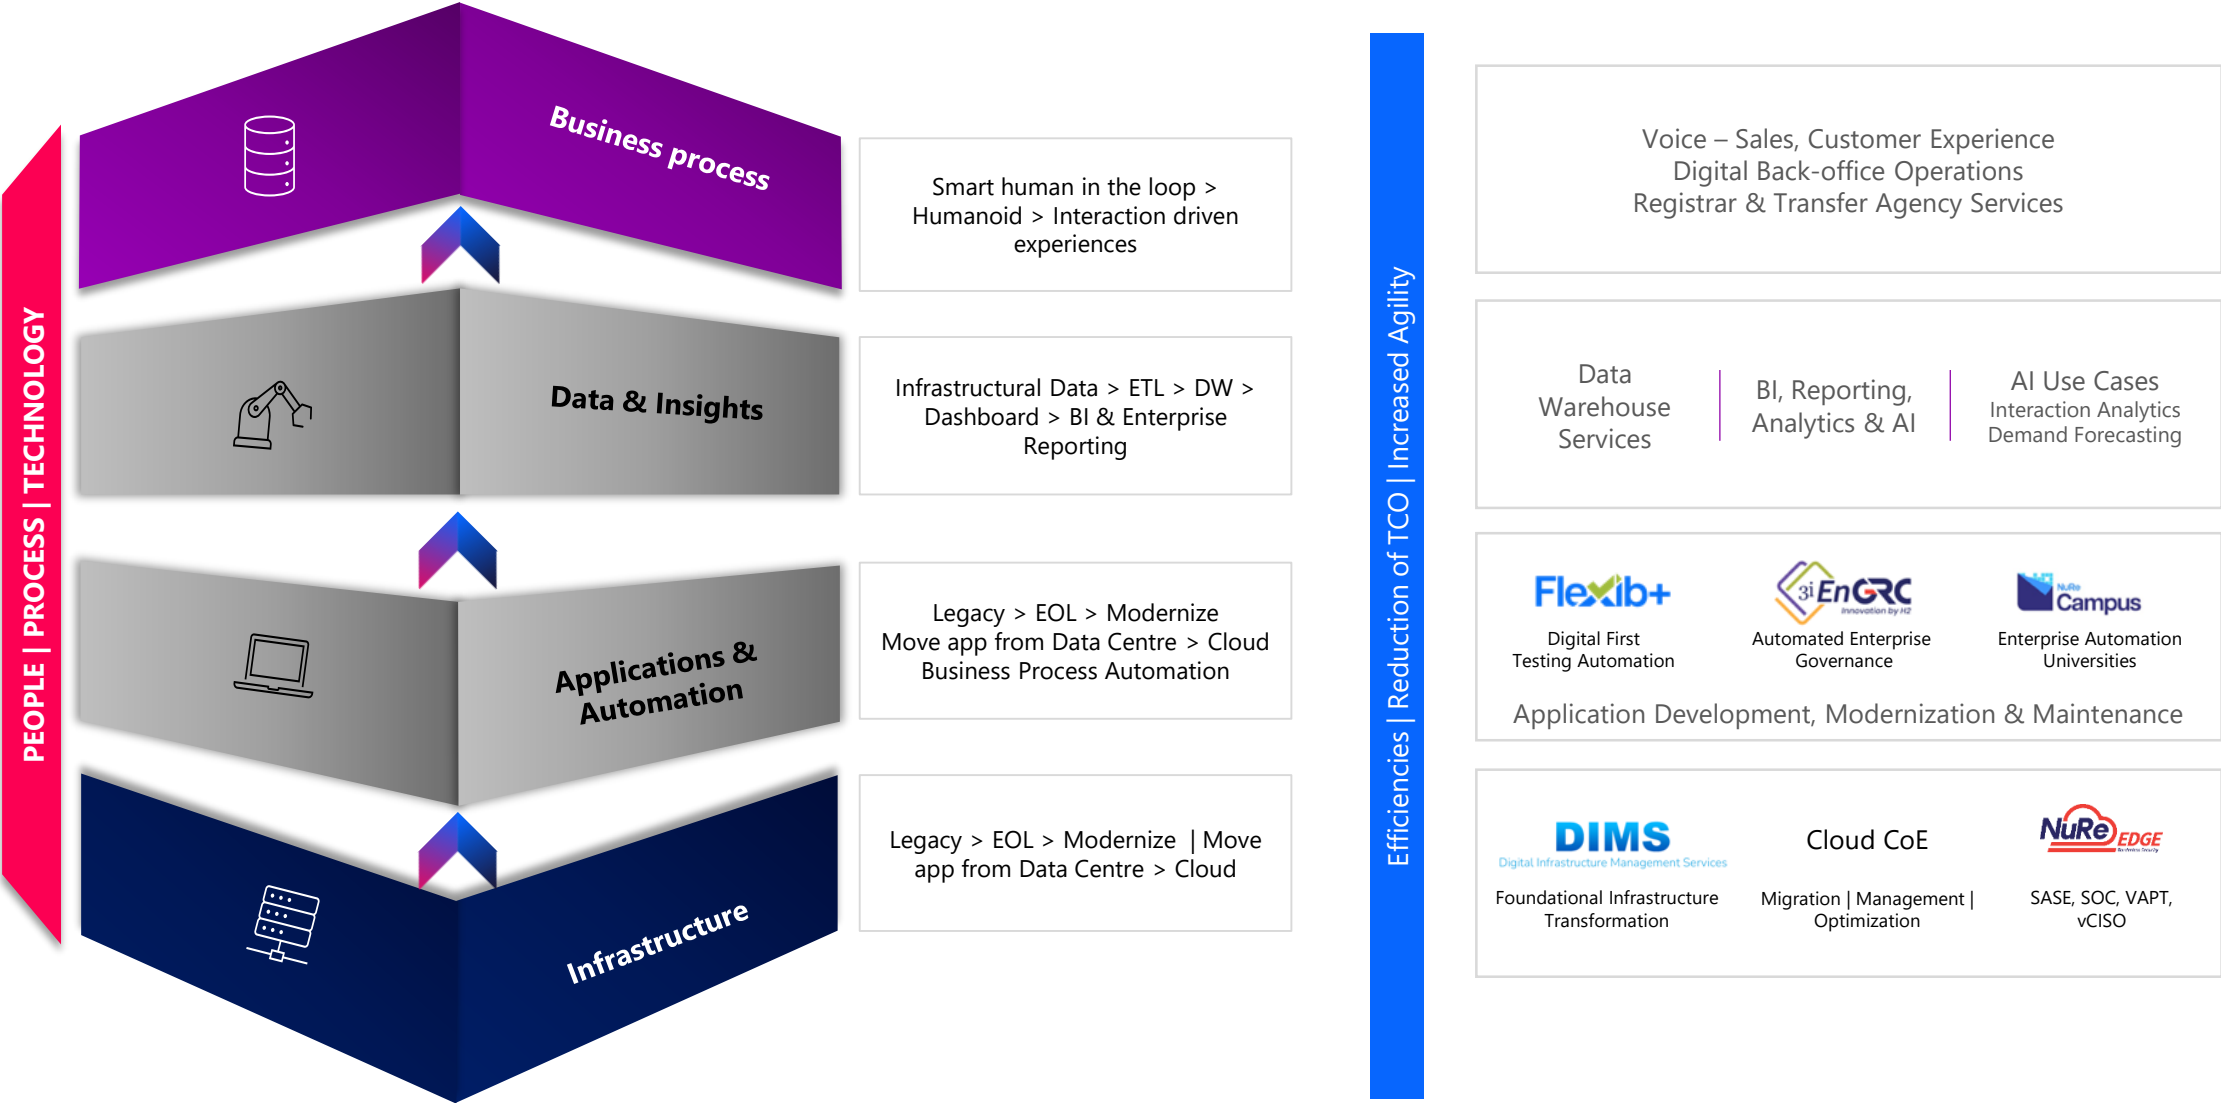 PEOPLE | PROCESS | TECHNOLOGY
Business process
Smart human in the loop >
Humanoid > Interaction driven
experiences
Data & Insights
Infrastructural Data > ETL > DW >
Dashboard > BI & Enterprise
Reporting
Applications &
Automation
Legacy > EOL > Modernize
Move app from Data Centre > Cloud
Business Process Automation
Infrastructure
Legacy > EOL > Modernize | Move
app from Data Centre > Cloud
Efficiencies | Reduction of TCO | Increased Agility
Voice – Sales, Customer Experience
Digital Back-office Operations
Registrar & Transfer Agency Services
Data
Warehouse
Services
BI, Reporting,
Analytics & AI
AI Use Cases
Interaction Analytics
Demand Forecasting
Flexib+
Digital First
Testing Automation
3i EnGRC
Innovation by H2
Automated Enterprise
Governance
NuRe
Campus
Enterprise Automation
Universities
Application Development, Modernization & Maintenance
DIMS
Digital Infrastructure Management Services
Foundational Infrastructure
Transformation
Cloud CoE
Migration | Management |
Optimization
NuRe EDGE
SASE, SOC, VAPT,
vCISO